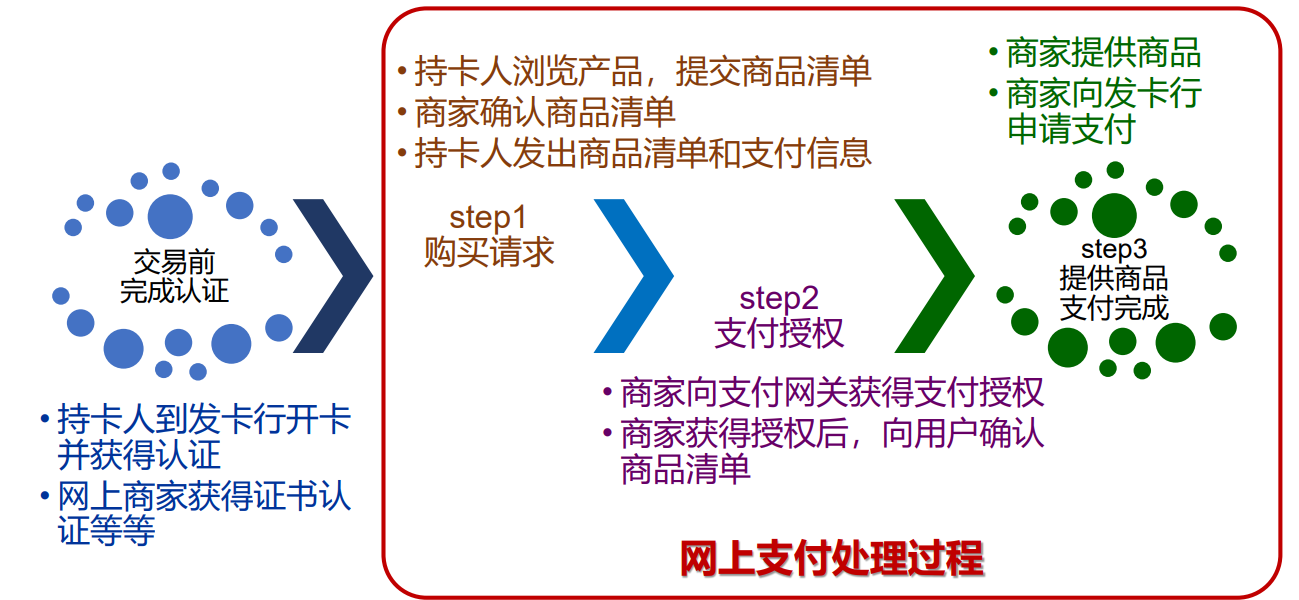 交易前
完成认证
• 持卡人到发卡行开卡
并获得认证
• 网上商家获得证书认
证等等
• 持卡人浏览产品，提交商品清单
• 商家确认商品清单
• 持卡人发出商品清单和支付信息
step1
购买请求
step2
支付授权
• 商家向支付网关获得支付授权
• 商家获得授权后，向用户确认
商品清单
• 商家提供商品
• 商家向发卡行
申请支付
step3
提供商品
支付完成
网上支付处理过程